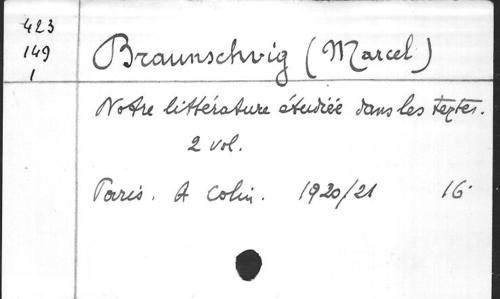 423
149
1
Braunschvig (Marcel)
Notre littérature étudiée dans les textes.
2 vol.
Paris. A Colin. 1920/21 16°